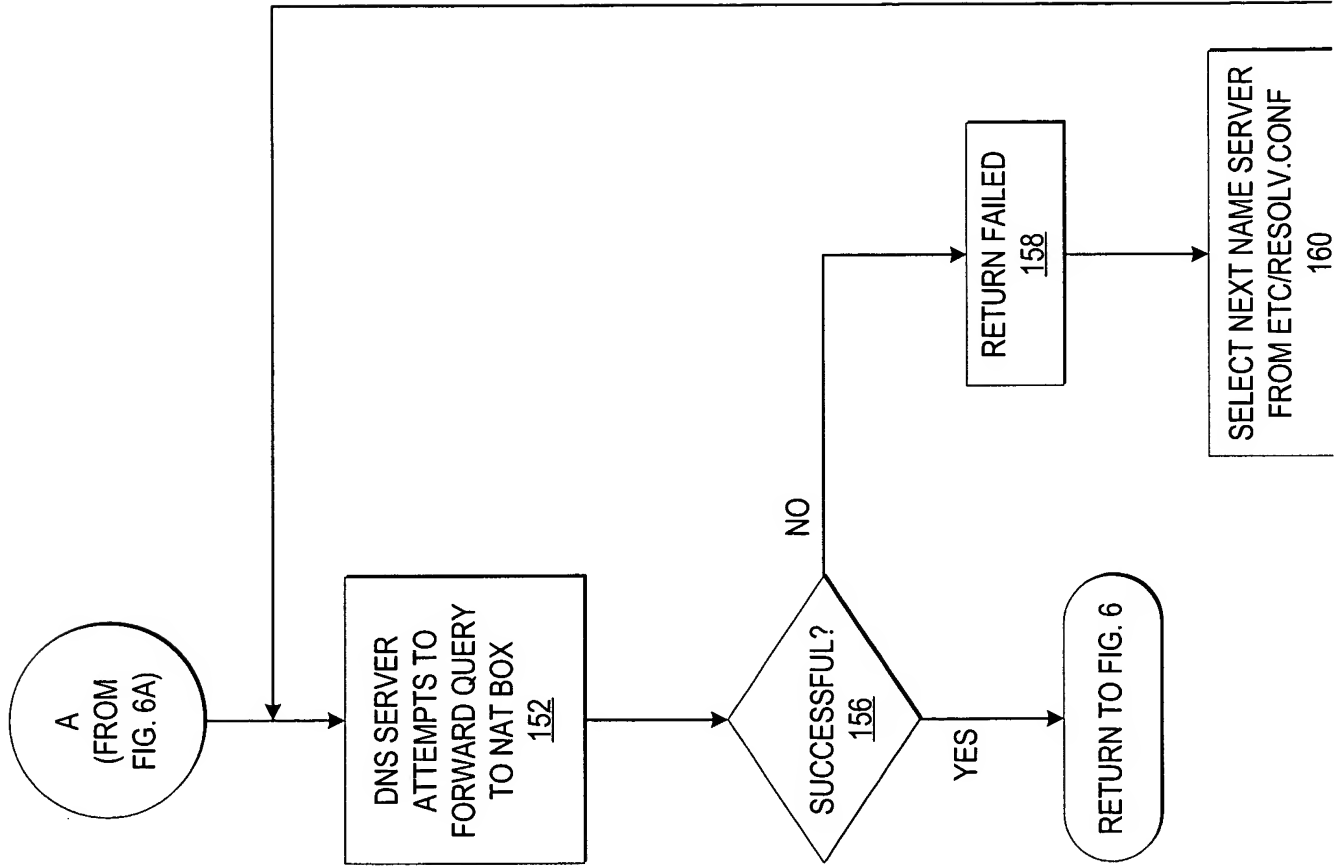 A
(FROM
FIG. 6A)
DNS SERVER
ATTEMPTS TO
FORWARD QUERY
TO NAT BOX
152
SUCCESSFUL?
156
NO
YES
RETURN FAILED
158
SELECT NEXT NAME SERVER
FROM ETC/RESOLV.CONF
160
RETURN TO FIG. 6